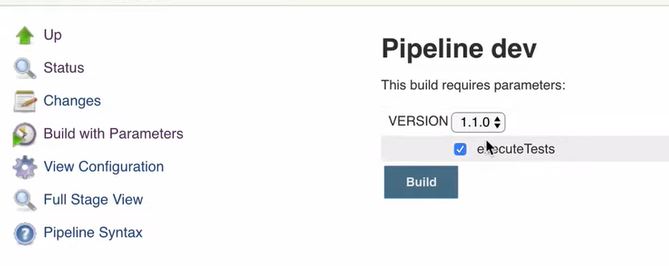 Up
Status
Changes
Build with Parameters
View Configuration
Full Stage View
Pipeline Syntax
Pipeline dev
This build requires parameters:
VERSION 1.1.0
executeTests
Build